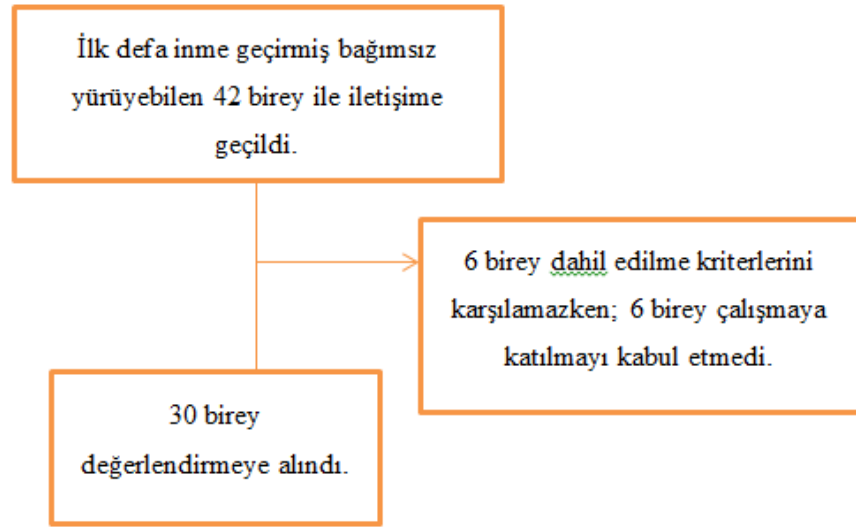 İlk defa inme geçirmiş bağımsız
yürüyebilen 42 birey ile iletişime
geçildi.
6 birey dahil edilme kriterlerini
karşılamazken; 6 birey çalışmaya
katılmayı kabul etmedi.
30 birey
değerlendirmeye alındı.